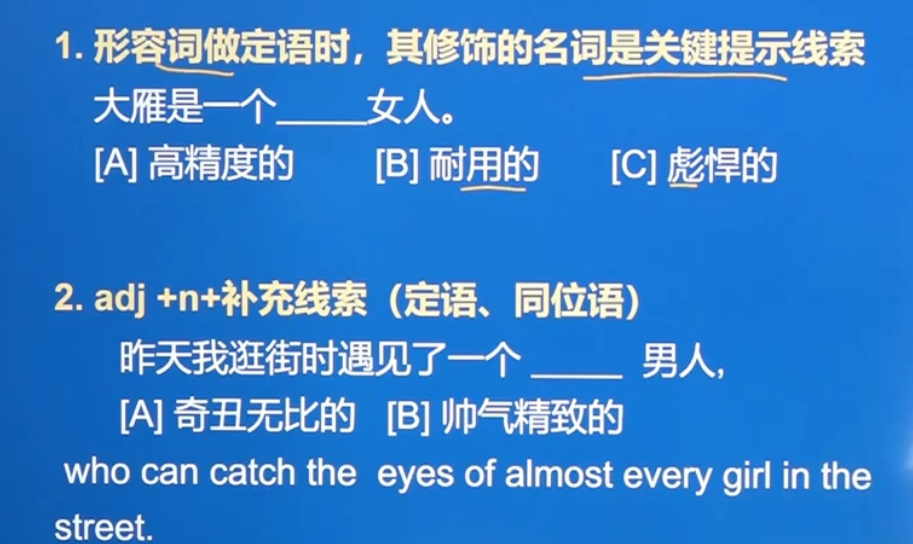 1. 形容词做定语时，其修饰的名词是关键提示线索
大雁是一个_____女人。
[A] 高精度的 [B] 耐用的 [C] 彪悍的
2. adj +n+补充线索（定语、同位语）
昨天我逛街时遇见了一个 _____ 男人,
[A] 奇丑无比的 [B] 帅气精致的
who can catch the eyes of almost every girl in the
street.